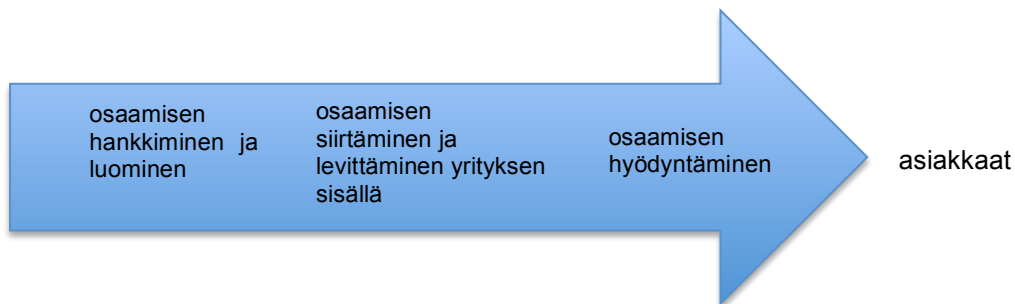 osaamisen
hankkiminen ja
luominen
osaamisen
siirtäminen ja
levittäminen yrityksen
sisällä
osaamisen
hyödyntäminen
asiakkaat